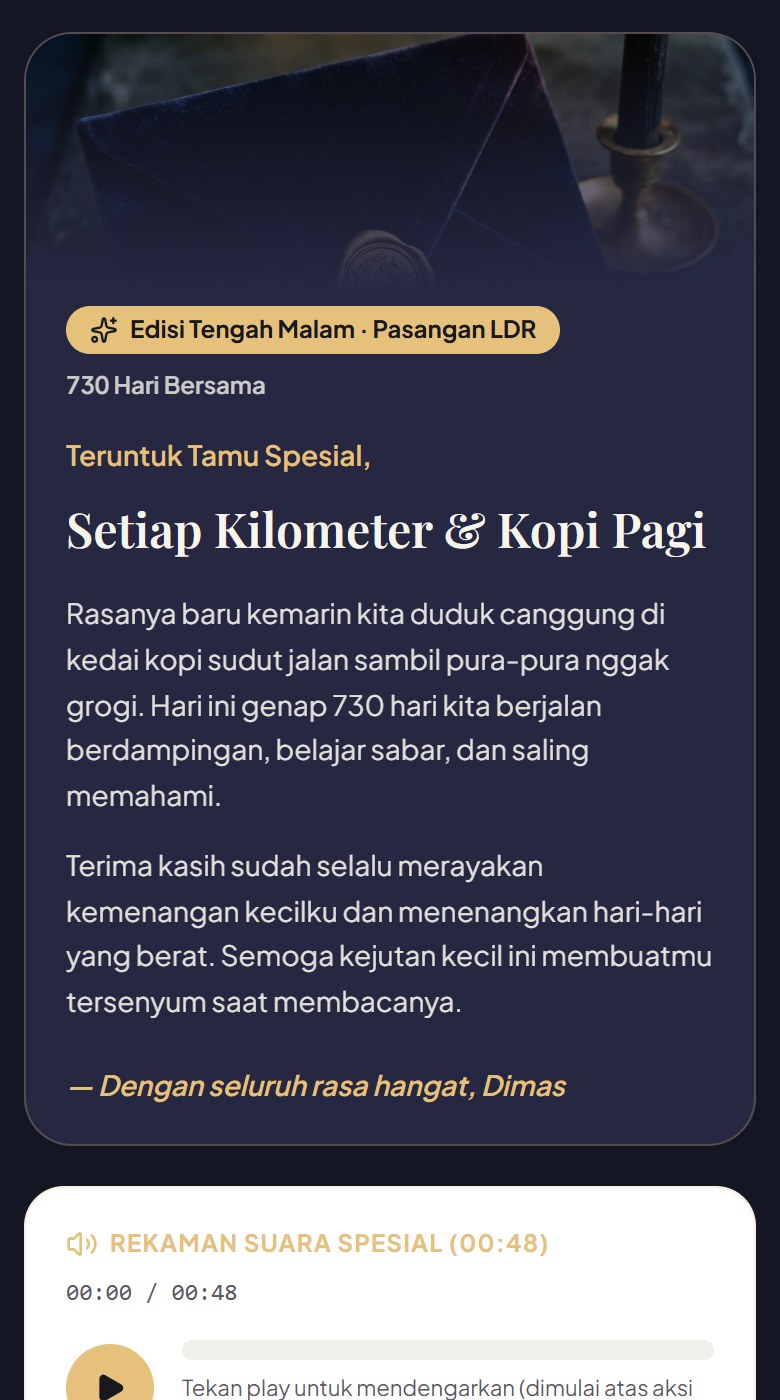 Edisi Tengah Malam · Pasangan LDR
730 Hari Bersama
Teruntuk Tamu Spesial,
Setiap Kilometer & Kopi Pagi
Rasanya baru kemarin kita duduk canggung di
kedai kopi sudut jalan sambil pura-pura nggak
grogi. Hari ini genap 730 hari kita berjalan
berdampingan, belajar sabar, dan saling
memahami.
Terima kasih sudah selalu merayakan
kemenangan kecilku dan menenangkan hari-hari
yang berat. Semoga kejutan kecil ini membuatmu
tersenyum saat membacanya.
— Dengan seluruh rasa hangat, Dimas
REKAMAN SUARA SPESIAL (00:48)
00:00 / 00:48
Tekan play untuk mendengarkan (dimulai atas aksi